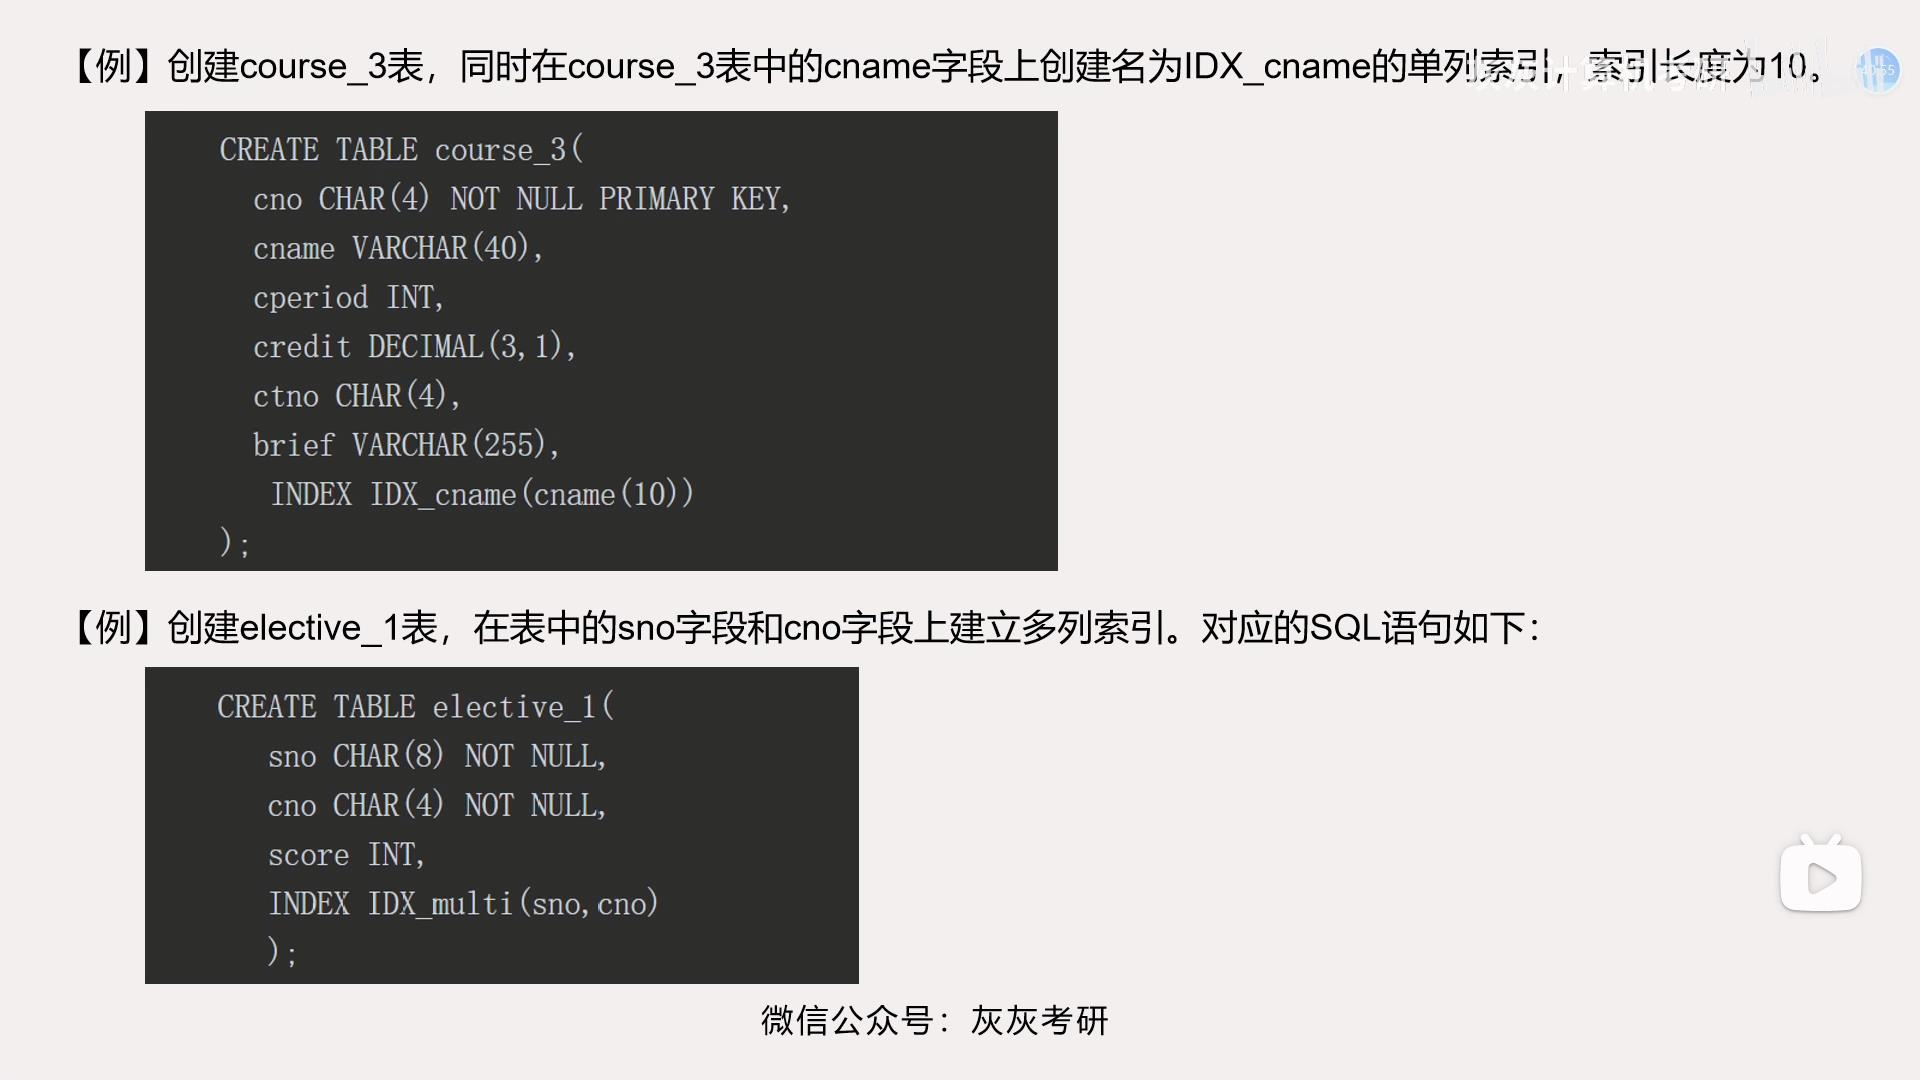 【例】创建course_3表，同时在course_3表中的cname字段上创建名为IDX_cname的单列索引，索引长度为10。
CREATE TABLE course_3(
cno CHAR(4) NOT NULL PRIMARY KEY,
cname VARCHAR(40),
cperiod INT,
credit DECIMAL(3,1),
ctno CHAR(4),
brief VARCHAR(255),
INDEX IDX_cname(cname(10))
);
【例】创建elective_1表，在表中的sno字段和cno字段上建立多列索引。对应的SQL语句如下：
CREATE TABLE elective_1(
sno CHAR(8) NOT NULL,
cno CHAR(4) NOT NULL,
score INT,
INDEX IDX_multi(sno,cno)
);
微信公众号：灰灰考研